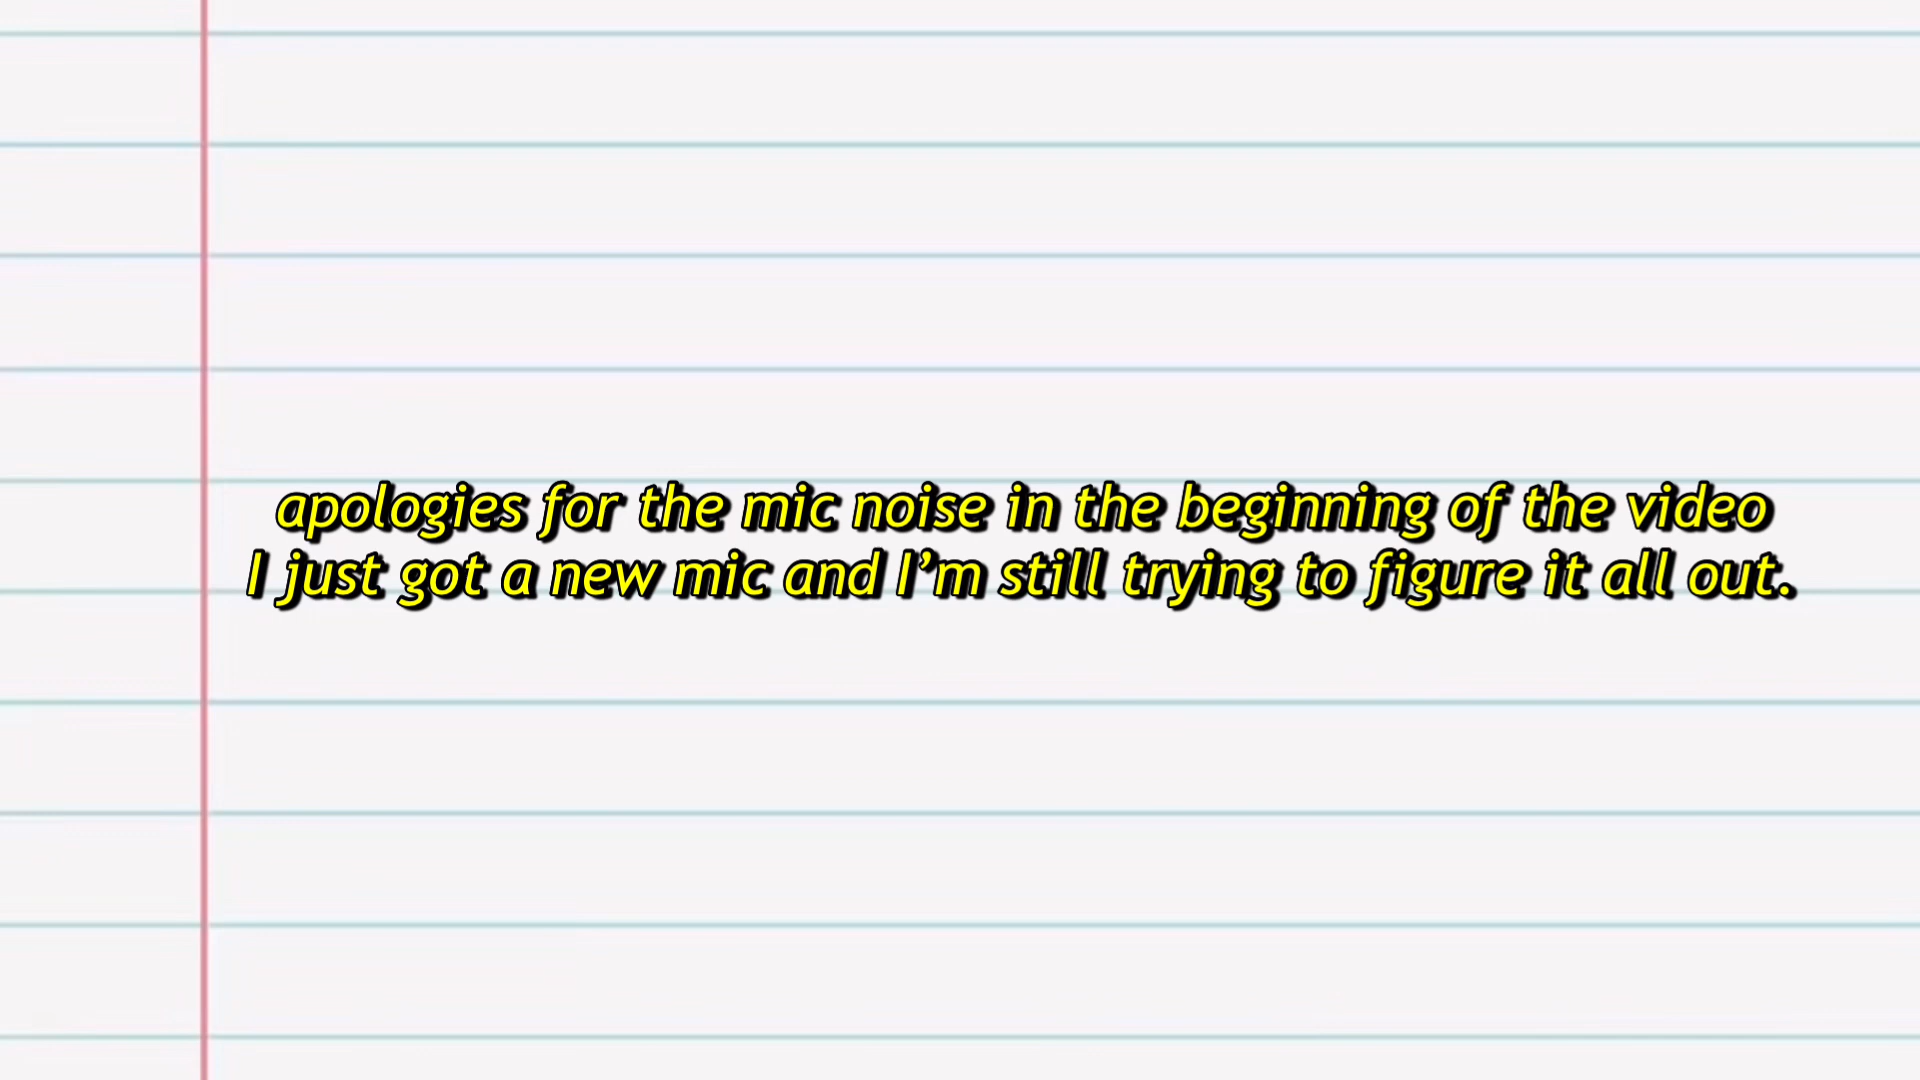 apologies for the mic noise in the beginning of the video
I just got a new mic and I’m still trying to figure it all out.